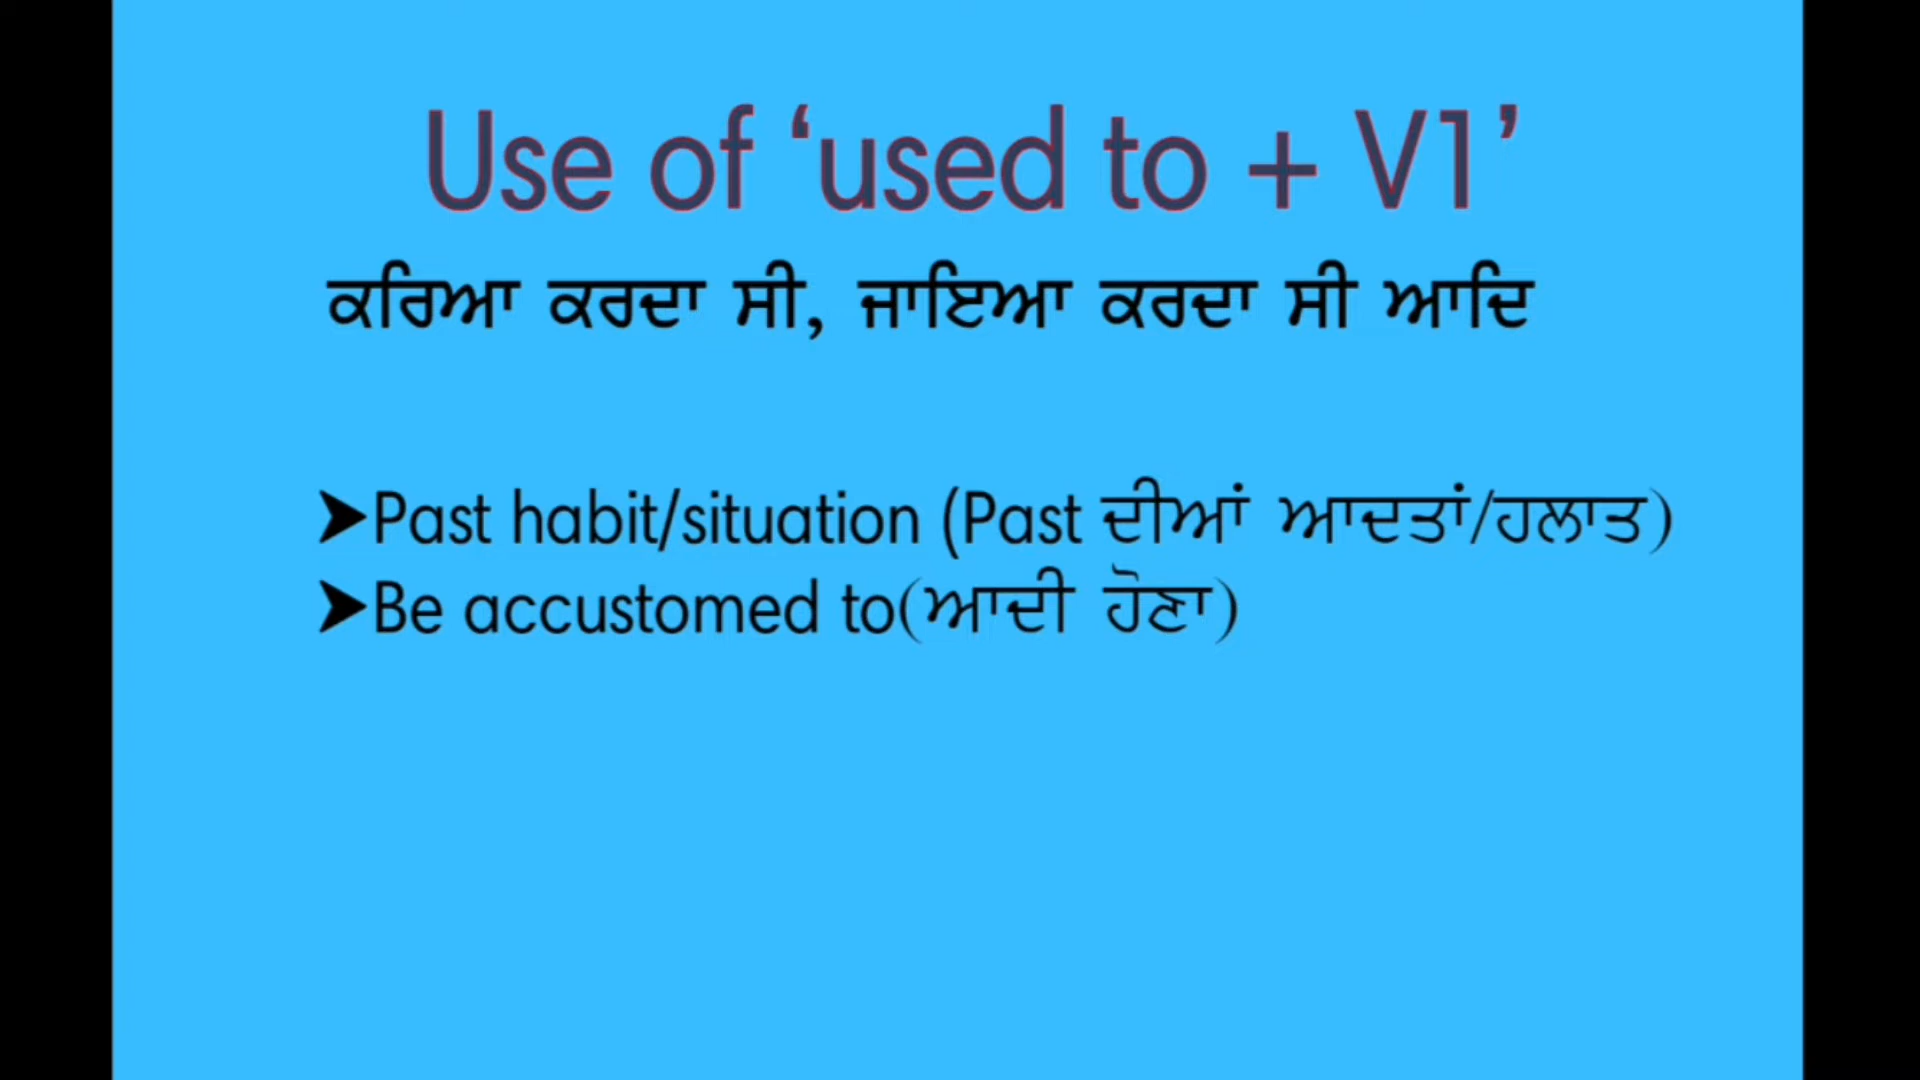 Use of ‘used to + V1’
ਕਰਿਆ ਕਰਦਾ ਸੀ, ਜਾਇਆ ਕਰਦਾ ਸੀ ਆਦਿ
➤Past habit/situation (Past ਦੀਆਂ ਆਦਤਾਂ/ਹਲਾਤ)
➤Be accustomed to(ਆਦੀ ਹੋਣਾ)